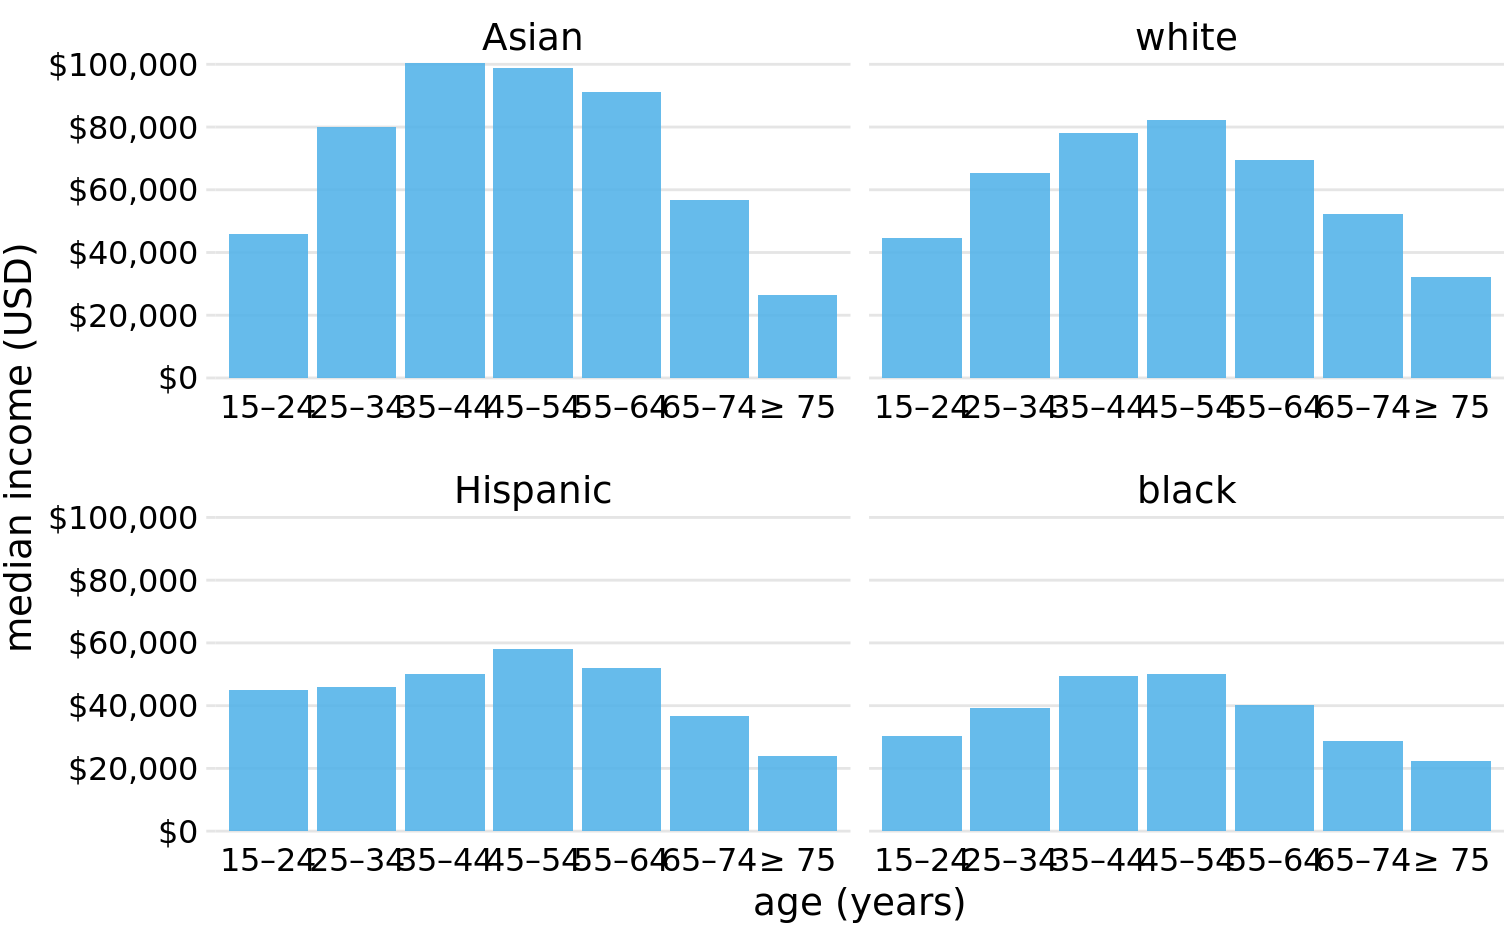 Asian
white
$100,000
$80,000
$60,000
$40,000
$20,000
$0
15–24 25–34 35–44 45–54 55–64 65–74 ≥ 75
15–24 25–34 35–44 45–54 55–64 65–74 ≥ 75
median income (USD)
Hispanic
black
$100,000
$80,000
$60,000
$40,000
$20,000
$0
15–24 25–34 35–44 45–54 55–64 65–74 ≥ 75
15–24 25–34 35–44 45–54 55–64 65–74 ≥ 75
age (years)